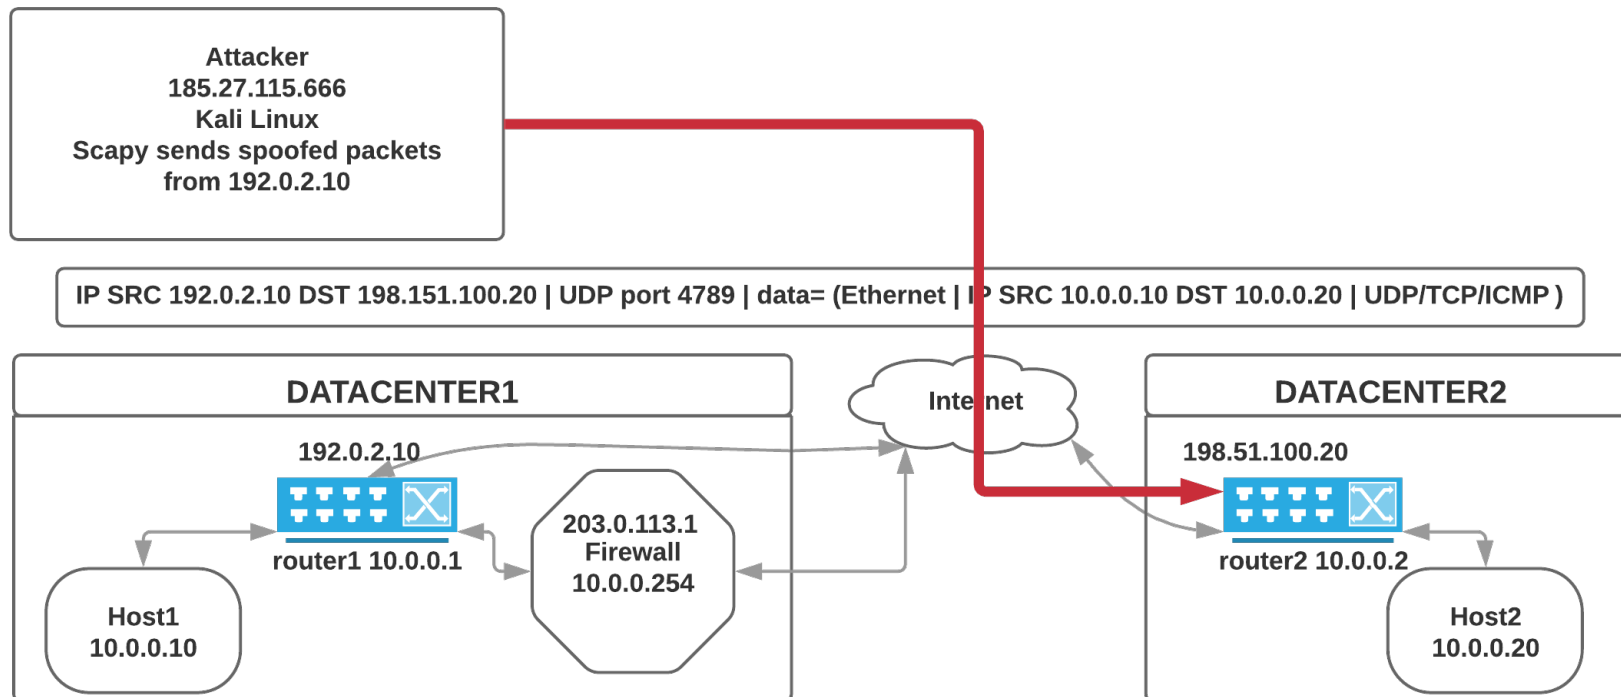 Attacker
185.27.115.666
Kali Linux
Scapy sends spoofed packets
from 192.0.2.10
IP SRC 192.0.2.10 DST 198.151.100.20 | UDP port 4789 | data= (Ethernet | IP SRC 10.0.0.10 DST 10.0.0.20 | UDP/TCP/ICMP )
DATACENTER1
Internet
DATACENTER2
192.0.2.10
198.51.100.20
203.0.113.1
Firewall
10.0.0.254
router1 10.0.0.1
router2 10.0.0.2
Host1
10.0.0.10
Host2
10.0.0.20